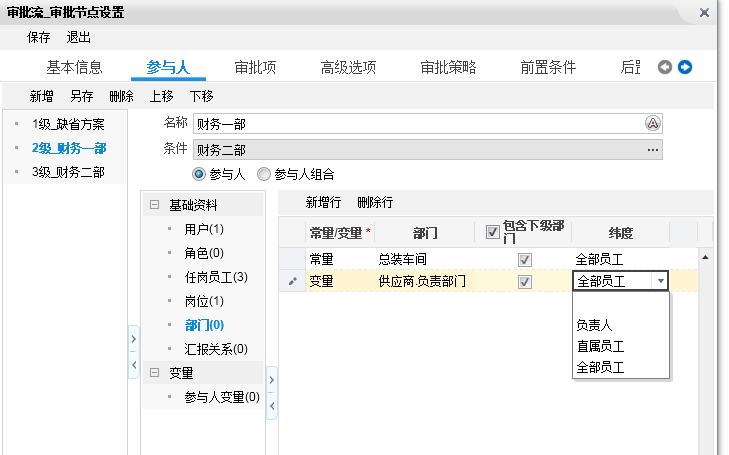 审批流_审批节点设置
保存 退出
基本信息 参与人 审批项 高级选项 审批策略 前置条件 后置
新增 另存 删除 上移 下移
1级_缺省方案
2级_财务一部
3级_财务二部
名称 财务一部
条件 财务二部 ...
参与人 参与人组合
基础资料
用户(1)
角色(0)
任岗员工(3)
岗位(1)
部门(0)
汇报关系(0)
变量
参与人变量(0)
新增行 删除行
常量/变量 * 部门 包含下级部门 纬度
常量 总装车间 全部员工
变量 供应商.负责部门 全部员工
负责人
直属员工
全部员工